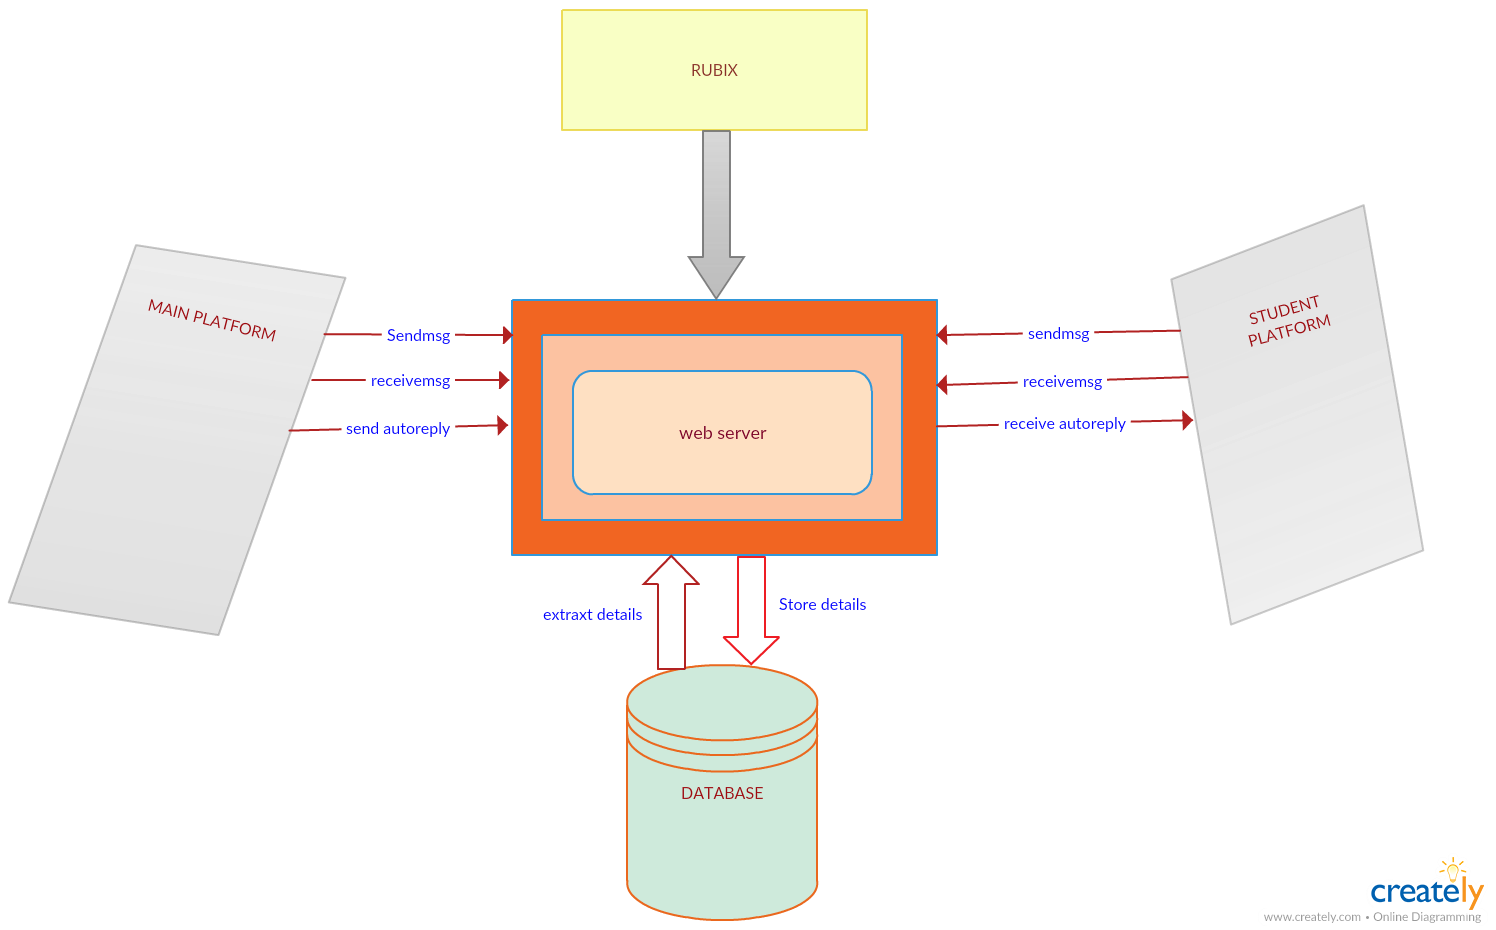 RUBIX
MAIN PLATFORM
STUDENT
PLATFORM
Sendmsg
sendmsg
receivemsg
receivemsg
send autoreply
receive autoreply
web server
extraxt details
Store details
DATABASE
creately
www.creately.com • Online Diagramming